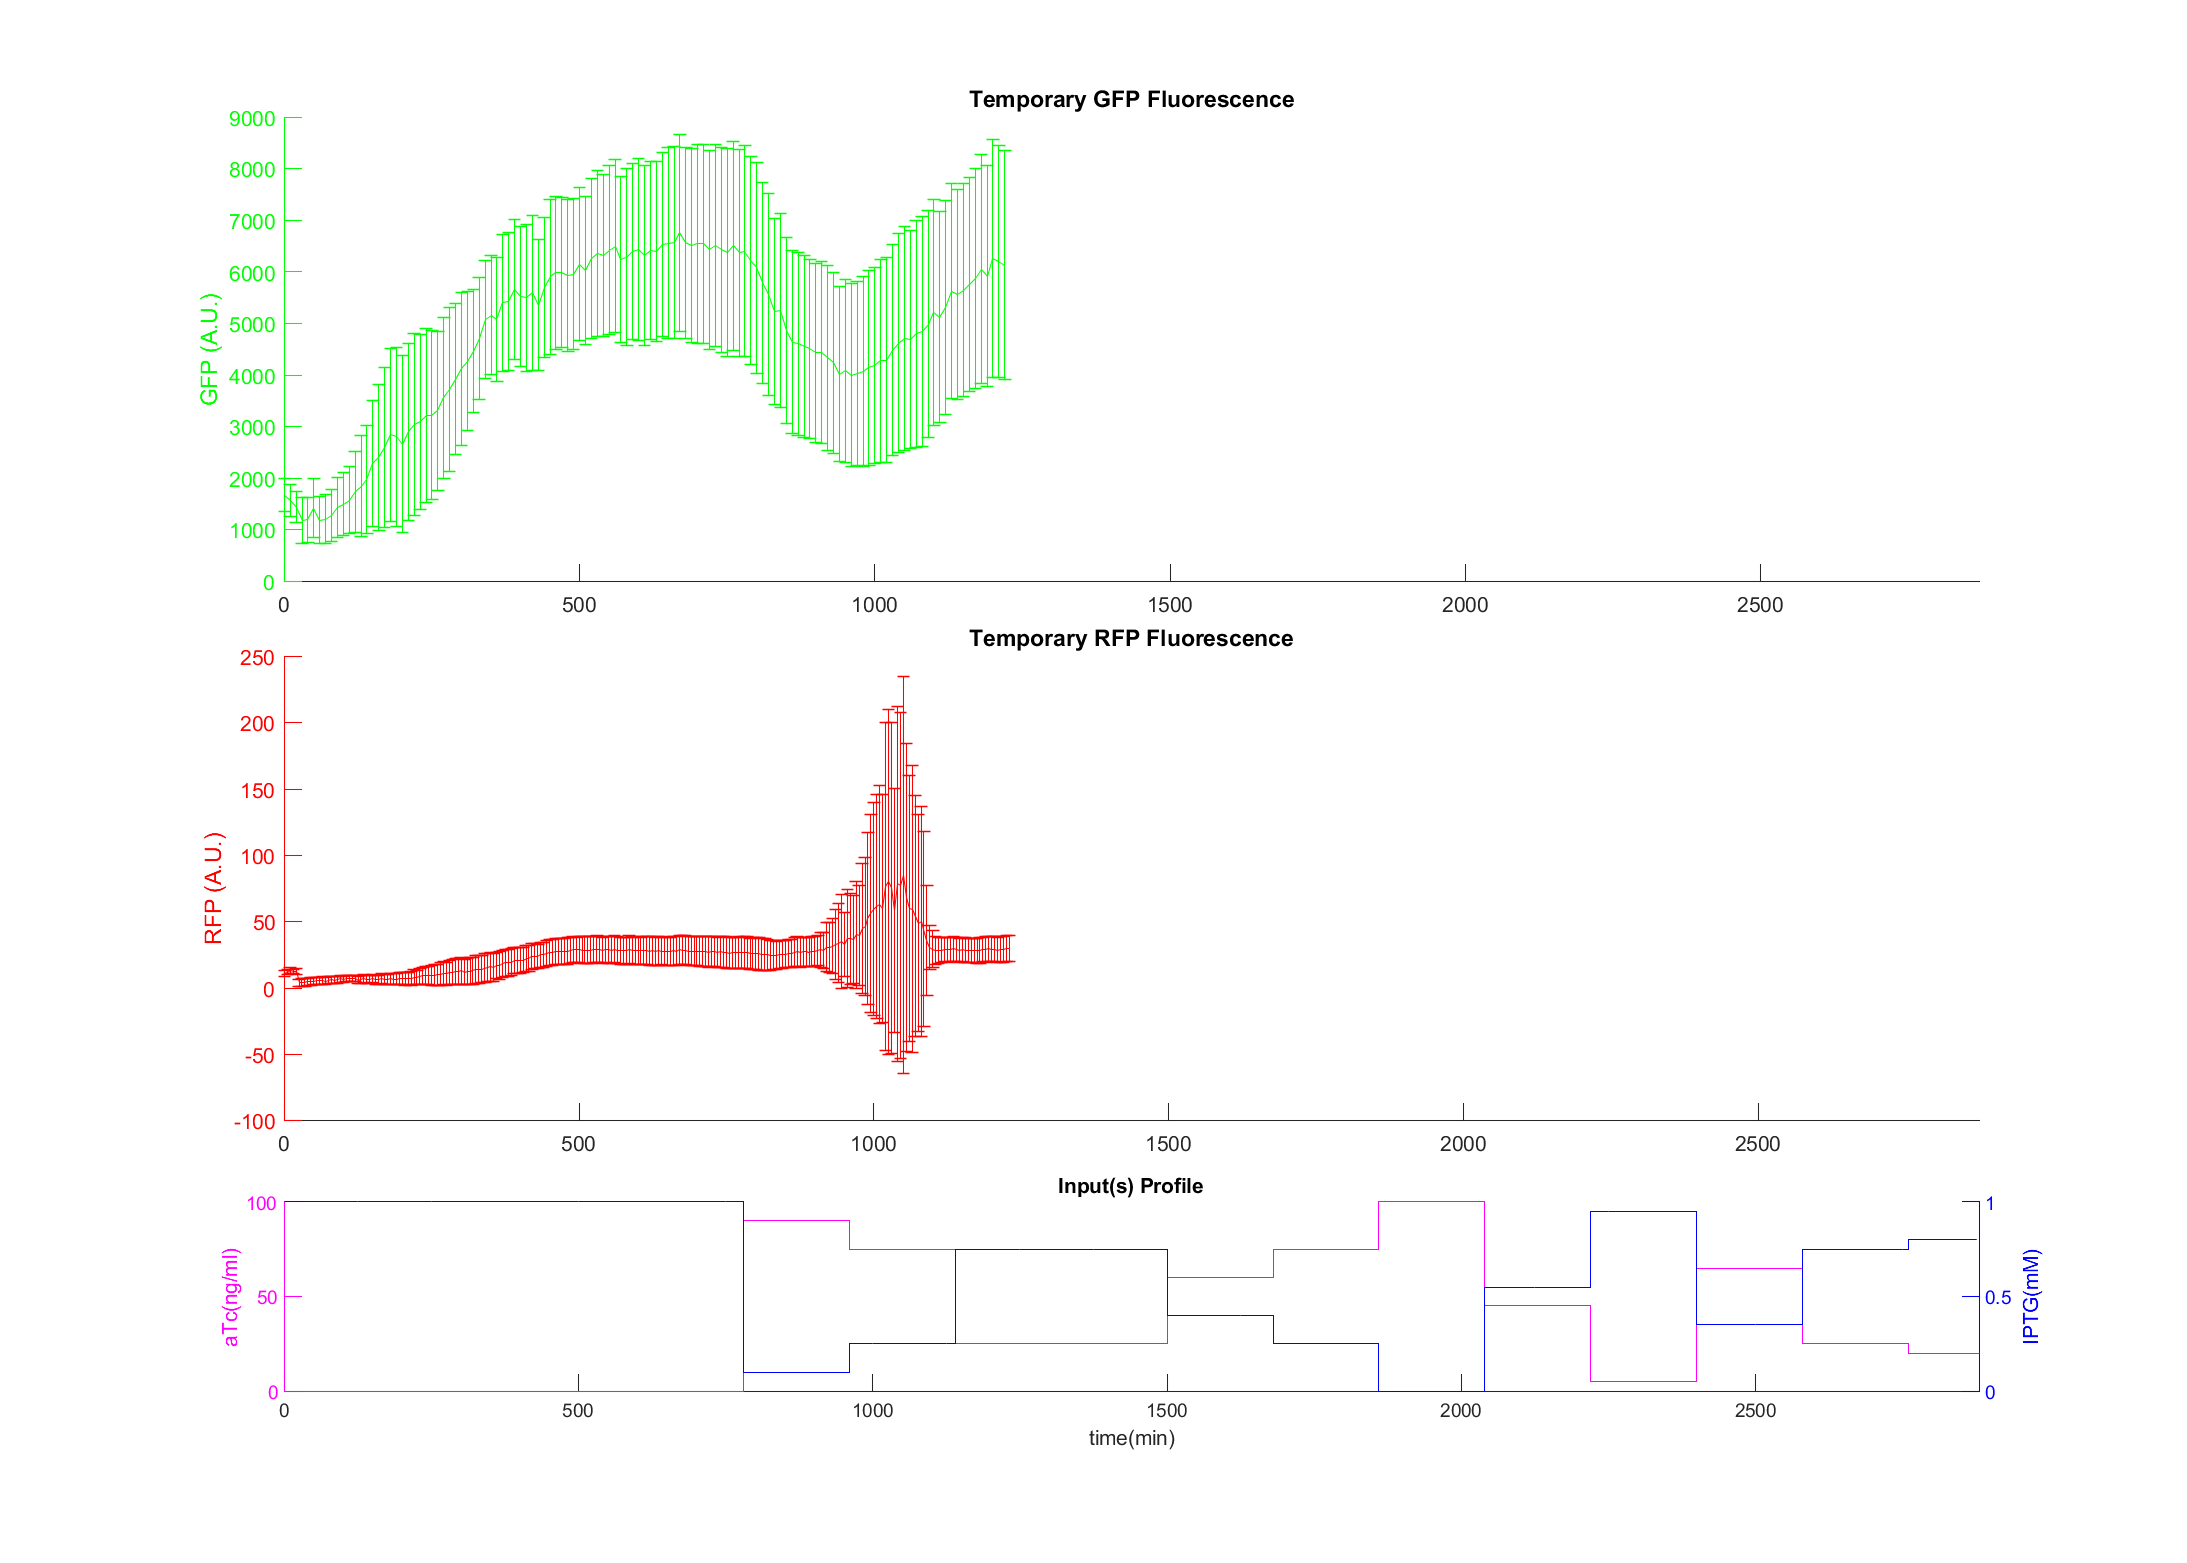 Temporary GFP Fluorescence
9000
8000
7000
6000
5000
4000
3000
2000
1000
0
GFP (A.U.)
0 500 1000 1500 2000 2500
Temporary RFP Fluorescence
250
200
150
100
50
0
-50
-100
RFP (A.U.)
0 500 1000 1500 2000 2500
Input(s) Profile
100
50
0
aTc(ng/ml)
1
0.5
0
IPTG(mM)
0 500 1000 1500 2000 2500
time(min)